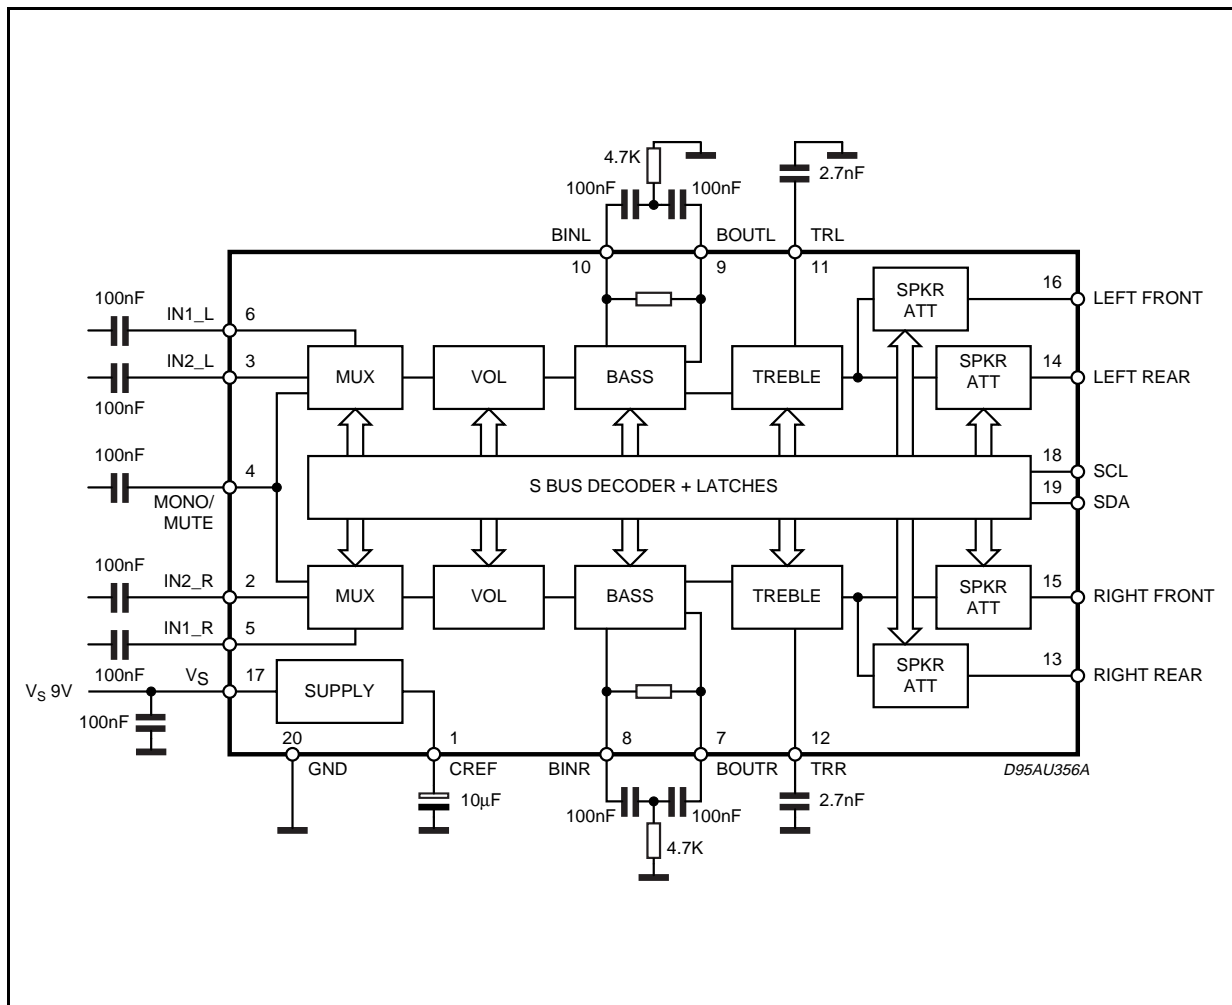 4.7K
2.7nF
100nF
100nF
BINL
BOUTL
TRL
10
9
11
100nF
IN1_L
6
SPKR
ATT
16
LEFT FRONT
IN2_L
3
100nF
MUX
VOL
BASS
TREBLE
SPKR
ATT
14
LEFT REAR
100nF
4
MONO/
MUTE
S BUS DECODER + LATCHES
18
SCL
19
SDA
100nF
IN2_R
2
MUX
VOL
BASS
TREBLE
SPKR
ATT
15
RIGHT FRONT
IN1_R
5
100nF
SPKR
ATT
13
RIGHT REAR
VS 9V
VS
17
SUPPLY
100nF
20
GND
1
CREF
8
BINR
7
BOUTR
12
TRR
D95AU356A
10μF
100nF
100nF
2.7nF
4.7K